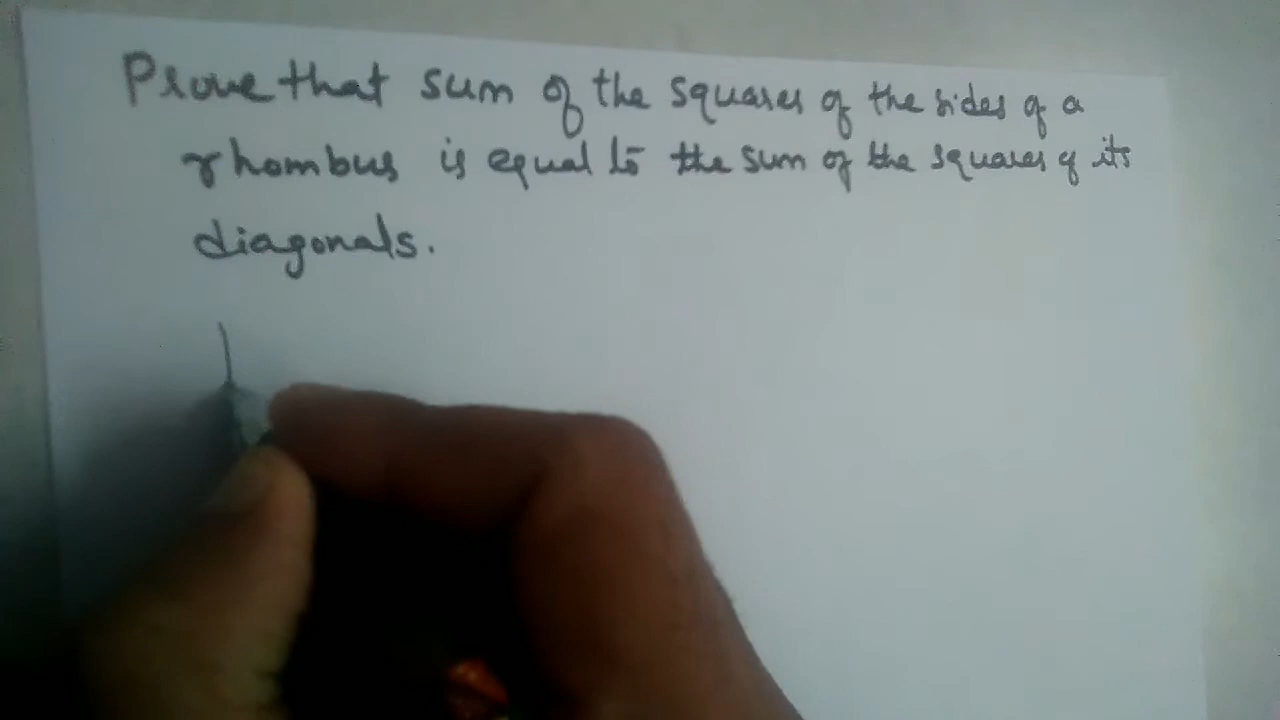 Prove that sum of the squares of the sides of a
rhombus is equal to the sum of the squares of its
diagonals.